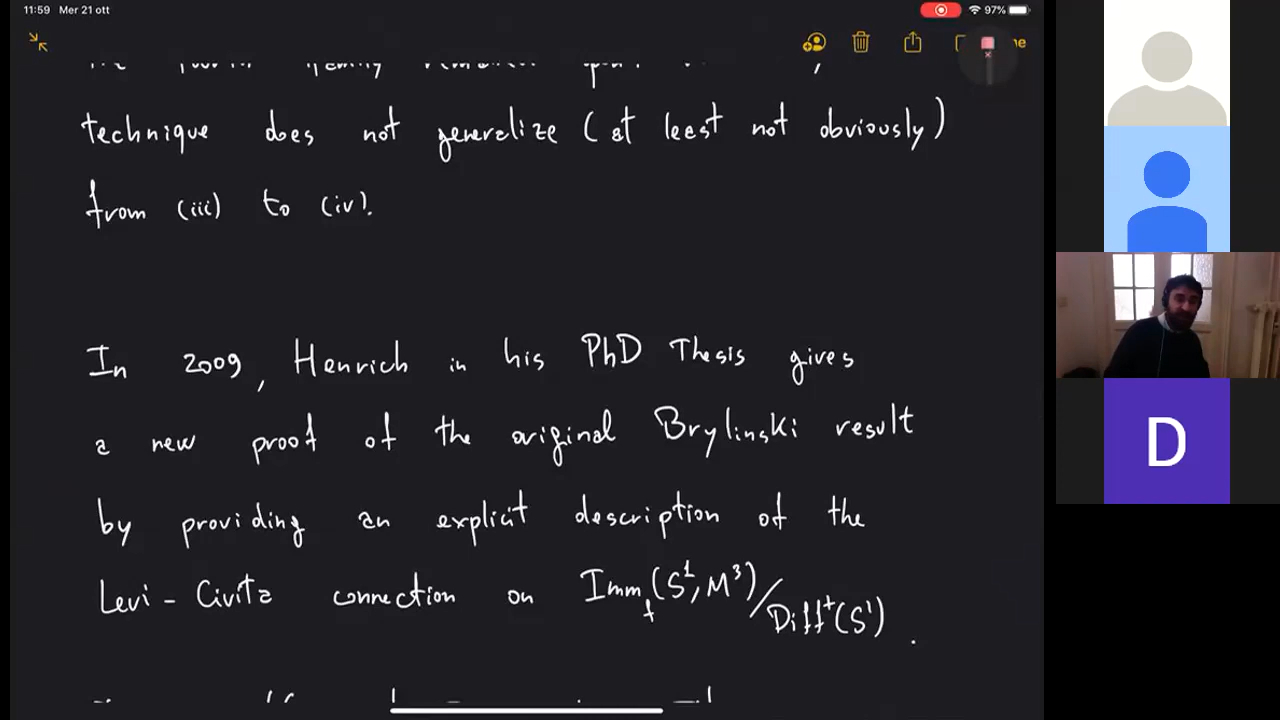 11:59 Mer 21 ott
97%
technique does not generalize (at least not obviously)
from (iii) to (iv).
In 2009, Henrich in his PhD Thesis gives
a new proof of the original Brylinski result
by providing an explicit description of the
Levi-Civita connection on Imm_f(S¹, M³)/Diff⁺(S¹).
D